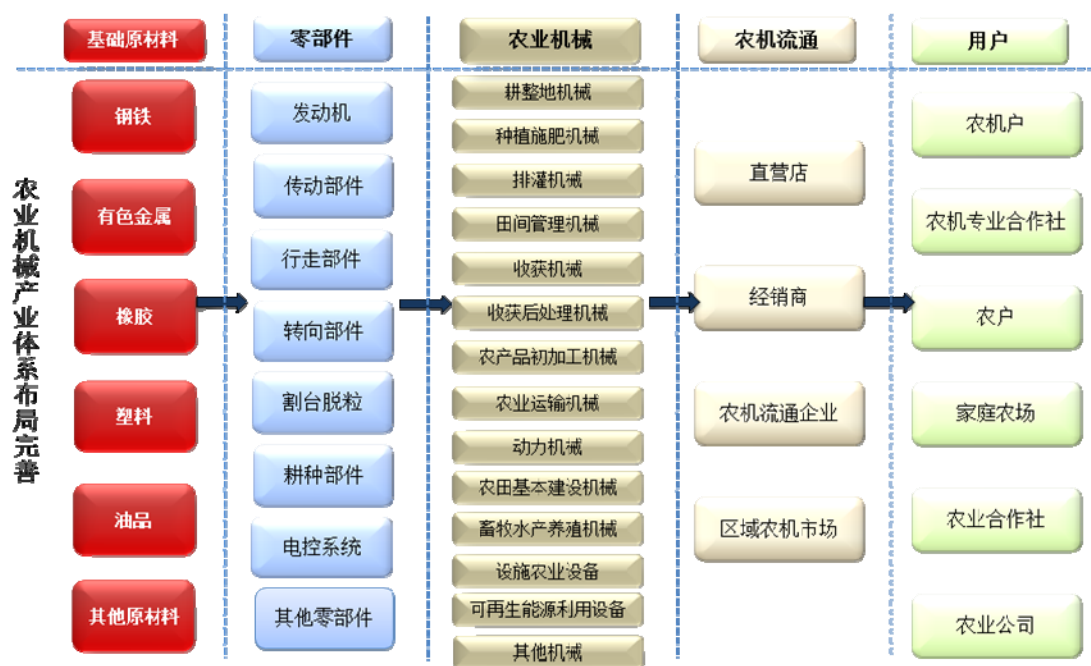 基础原材料
零部件
农业机械
农机流通
用户
农业机械产业体系布局完善
钢铁
有色金属
橡胶
塑料
油品
其他原材料
发动机
传动部件
行走部件
转向部件
割台脱粒
耕种部件
电控系统
其他零部件
耕整地机械
种植施肥机械
排灌机械
田间管理机械
收获机械
收获后处理机械
农产品初加工机械
农业运输机械
动力机械
农田基本建设机械
畜牧水产养殖机械
设施农业设备
可再生能源利用设备
其他机械
直营店
经销商
农机流通企业
区域农机市场
农机户
农机专业合作社
农户
家庭农场
农业合作社
农业公司